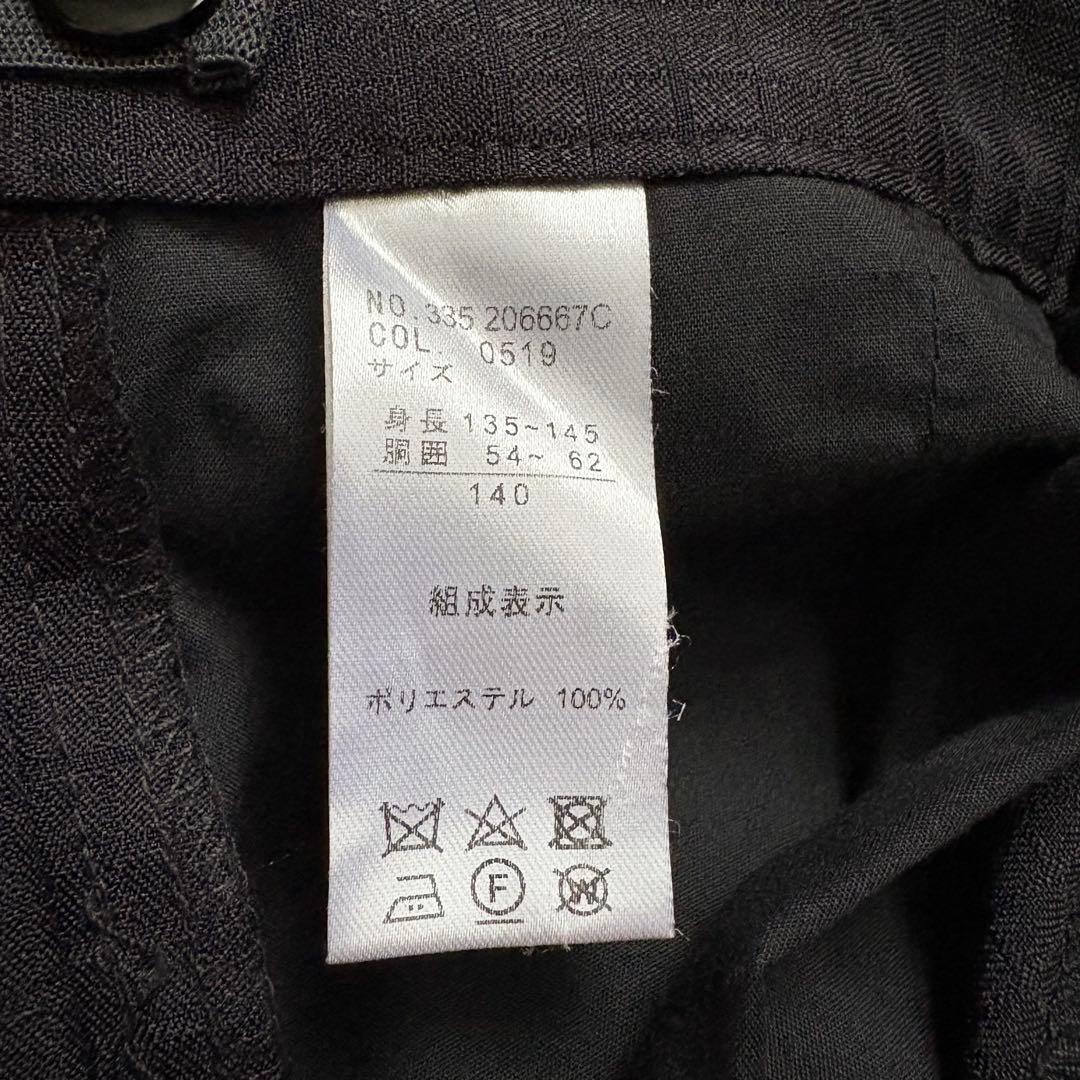 NO.335 206667C
COL. 0519
サイズ
身長 135~145
胴囲 54~ 62
140
組成表示
ポリエステル 100%
F
W